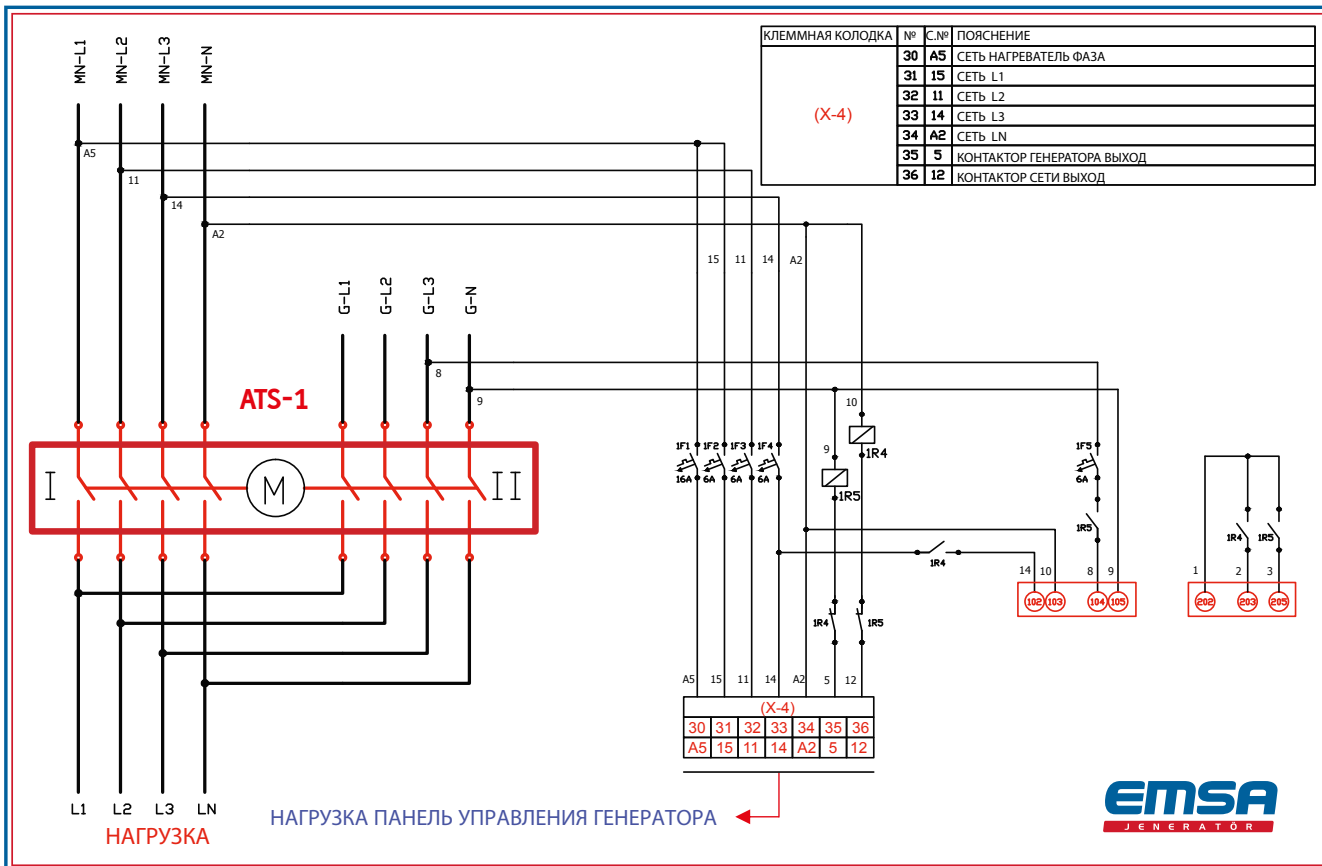 КЛЕММНАЯ КОЛОДКА № С.№ ПОЯСНЕНИЕ
30 A5 СЕТЬ НАГРЕВАТЕЛЬ ФАЗА
31 15 СЕТЬ L1
32 11 СЕТЬ L2
(X-4) 33 14 СЕТЬ L3
34 A2 СЕТЬ LN
35 5 КОНТАКТОР ГЕНЕРАТОРА ВЫХОД
36 12 КОНТАКТОР СЕТИ ВЫХОД
MN-L1 MN-L2 MN-L3 MN-N
A5
11
14
A2
15 11 14 A2
G-L1 G-L2 G-L3 G-N
8
9
ATS-1
10
1F1 1F2 1F3 1F4 9 1R4 1F5
I M II
16A 6A 6A 6A 1R5 6A
1R5
1R4 1R5
1R4
14 10 8 9 1 2 3
102 103 104 105 202 203 205
1R4 1R5
A5 15 11 14 A2 5 12
(X-4)
30 31 32 33 34 35 36
A5 15 11 14 A2 5 12
L1 L2 L3 LN
НАГРУЗКА
НАГРУЗКА ПАНЕЛЬ УПРАВЛЕНИЯ ГЕНЕРАТОРА
EMSA
JENERATÖR